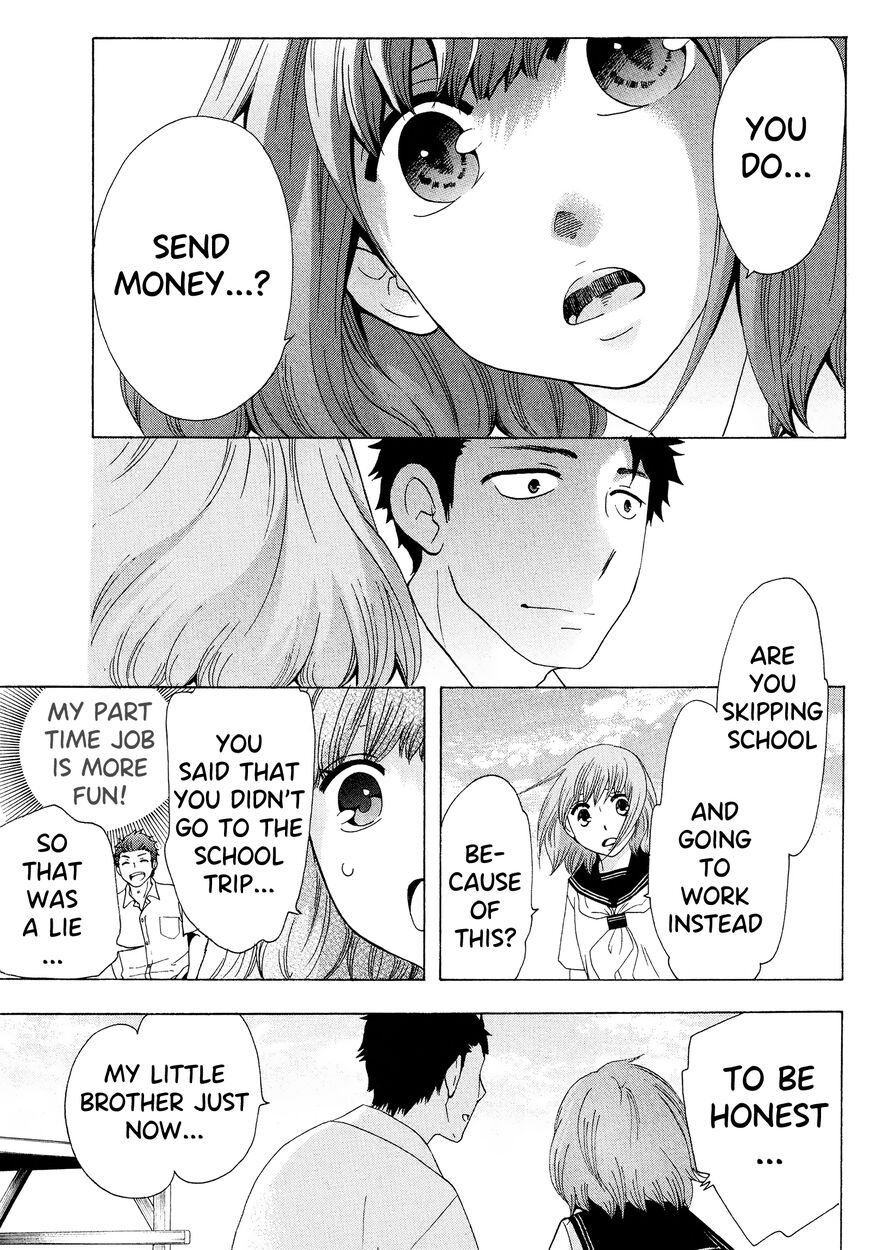 YOU
DO...
SEND
MONEY...?
ARE
YOU
SKIPPING
SCHOOL
AND
GOING
TO
WORK
INSTEAD
BE-
CAUSE
OF
THIS?
YOU
SAID THAT
YOU DIDN'T
GO TO THE
SCHOOL
TRIP...
MY PART
TIME JOB
IS MORE
FUN!
SO
THAT
WAS
A LIE
...
TO BE
HONEST
...
MY LITTLE
BROTHER JUST
NOW...